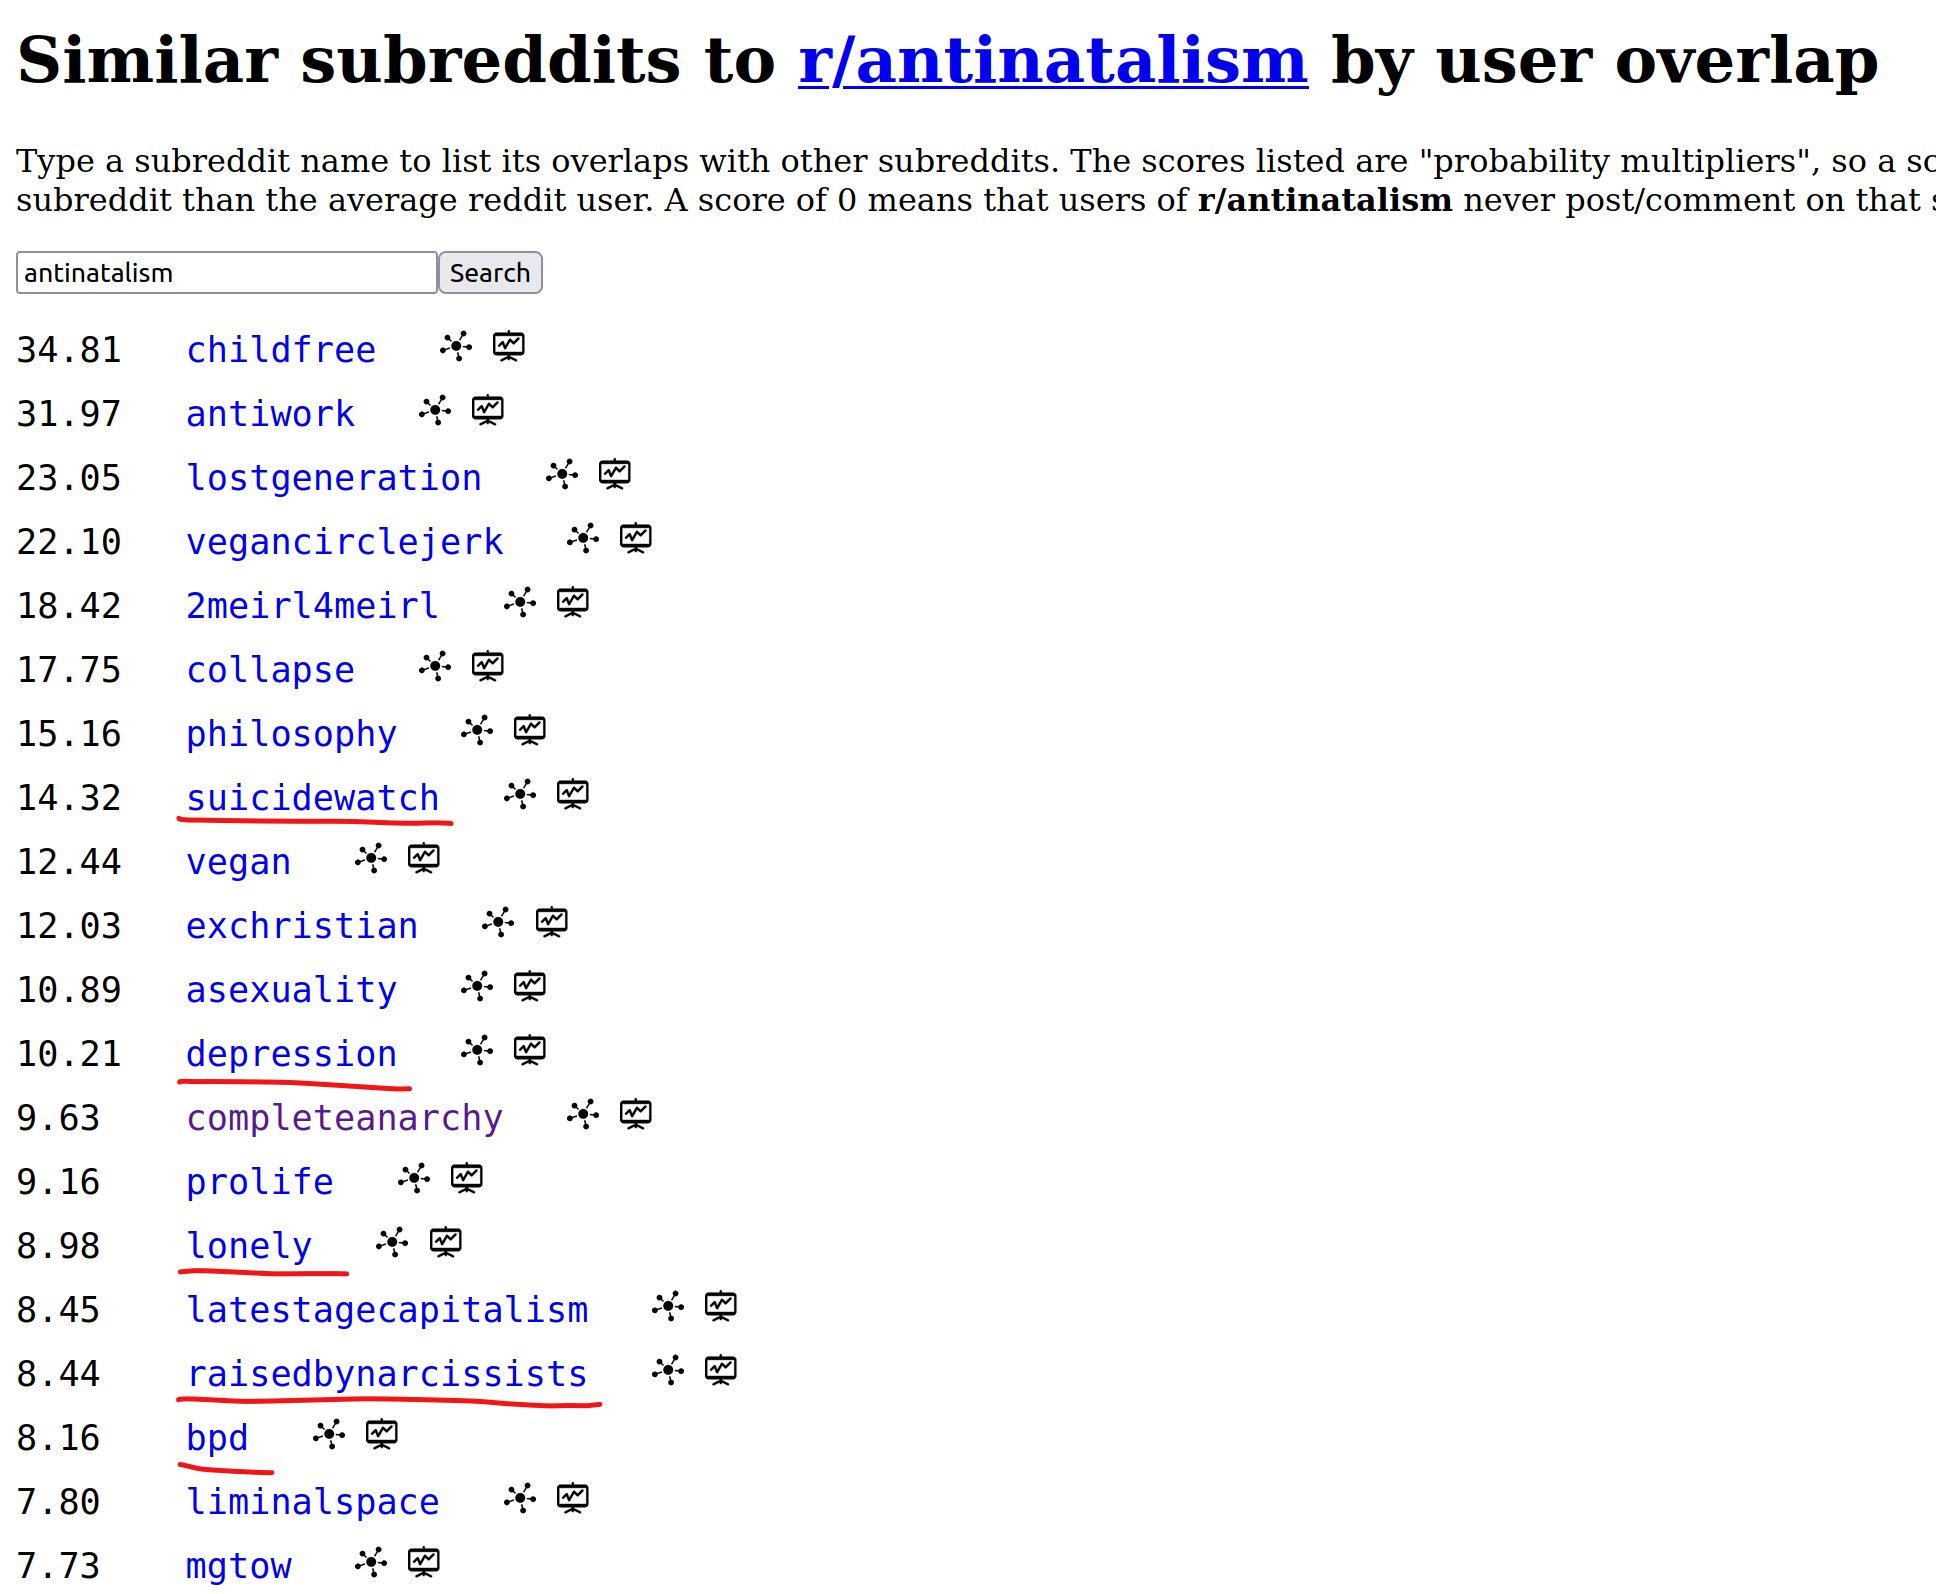 Similar subreddits to r/antinatalism by user overlap
Type a subreddit name to list its overlaps with other subreddits. The scores listed are "probability multipliers", so a
subreddit than the average reddit user. A score of 0 means that users of r/antinatalism never post/comment on that
antinatalism Search
34.81 childfree
31.97 antiwork
23.05 lostgeneration
22.10 vegancirclejerk
18.42 2meirl4meirl
17.75 collapse
15.16 philosophy
14.32 suicidewatch
12.44 vegan
12.03 exchristian
10.89 asexuality
10.21 depression
9.63 completeanarchy
9.16 prolife
8.98 lonely
8.45 latestagecapitalism
8.44 raisedbynarcissists
8.16 bpd
7.80 liminalspace
7.73 mgtow